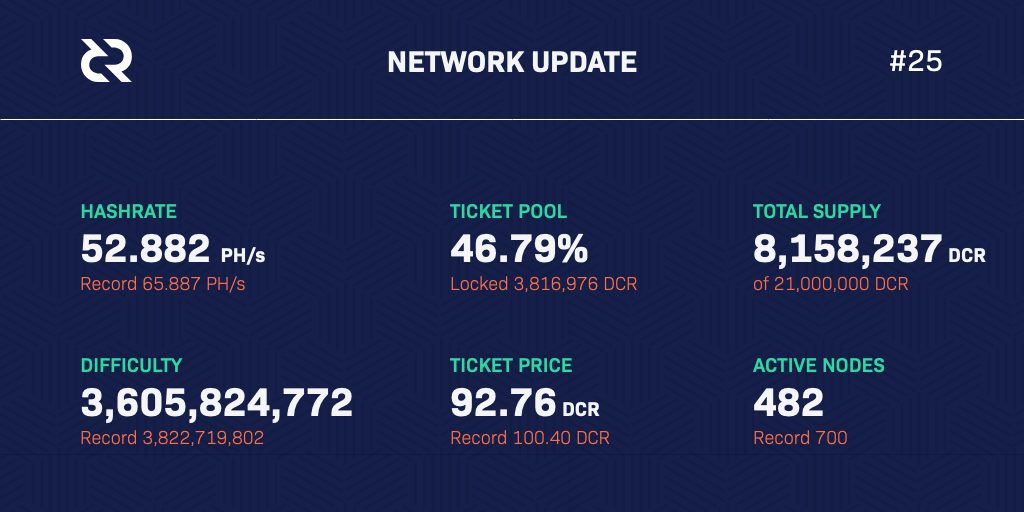 NETWORK UPDATE
#25
HASHRATE
52.882 PH/s
Record 65.887 PH/s
TICKET POOL
46.79%
Locked 3,816,976 DCR
TOTAL SUPPLY
8,158,237 DCR
of 21,000,000 DCR
DIFFICULTY
3,605,824,772
Record 3,822,719,802
TICKET PRICE
92.76 DCR
Record 100.40 DCR
ACTIVE NODES
482
Record 700